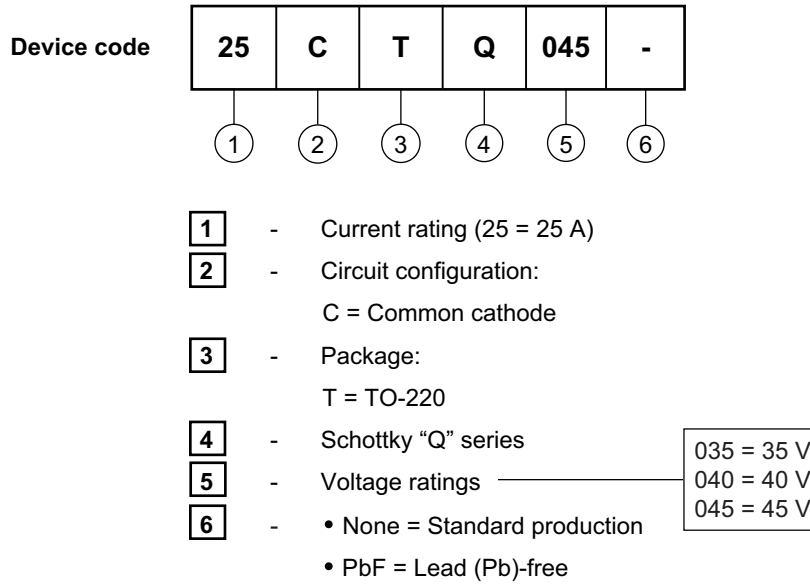 Device code 25 C T Q 045 -
1 2 3 4 5 6
1 - Current rating (25 = 25 A)
2 - Circuit configuration:
C = Common cathode
3 - Package:
T = TO-220
4 - Schottky “Q” series
5 - Voltage ratings
035 = 35 V
040 = 40 V
045 = 45 V
6 - • None = Standard production
• PbF = Lead (Pb)-free